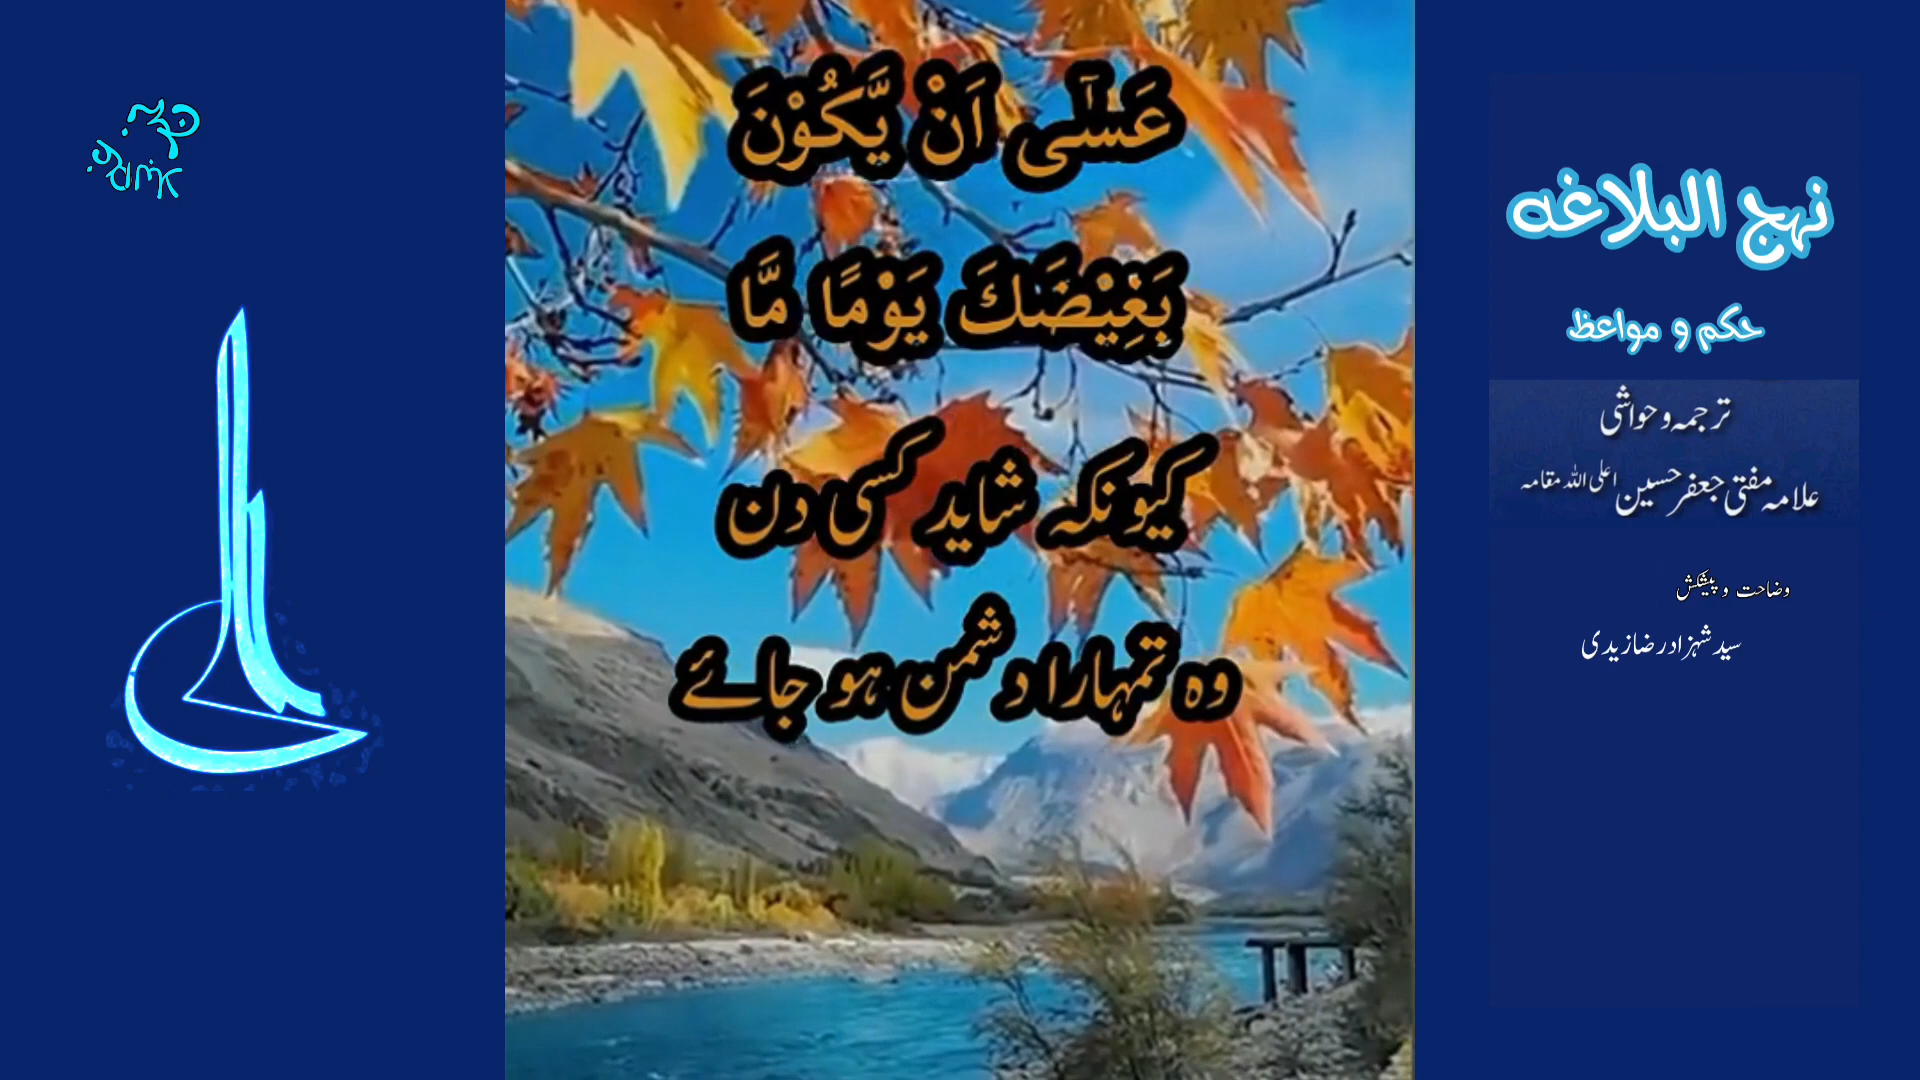 عَسٰۤى اَنْ يَّكُوْنَ
بَغِيْضَكَ يَوْمًا مَّا
کیونکہ شاید کسی دن
وہ تمہارا دشمن ہو جائے
نہج البلاغہ
حکم و مواعظ
ترجمہ و حواشی
علامہ مفتی جعفر حسین اعلی اللہ مقامہ
وضاحت و پیشکش
سید شہزاد رضا زیدی